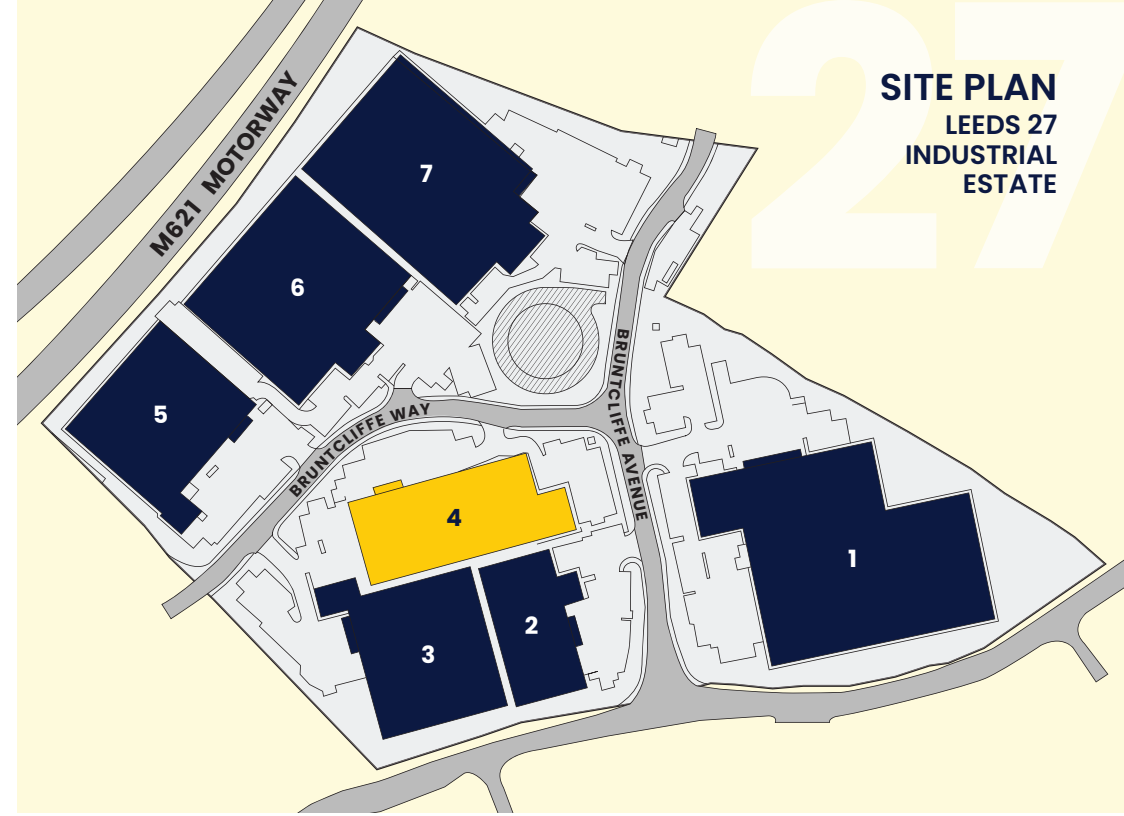 27
SITE PLAN
LEEDS 27
INDUSTRIAL
ESTATE
M621 MOTORWAY
7
6
5
BRUNTCLIFFE WAY
BRUNTCLIFFE AVENUE
4
3
2
1